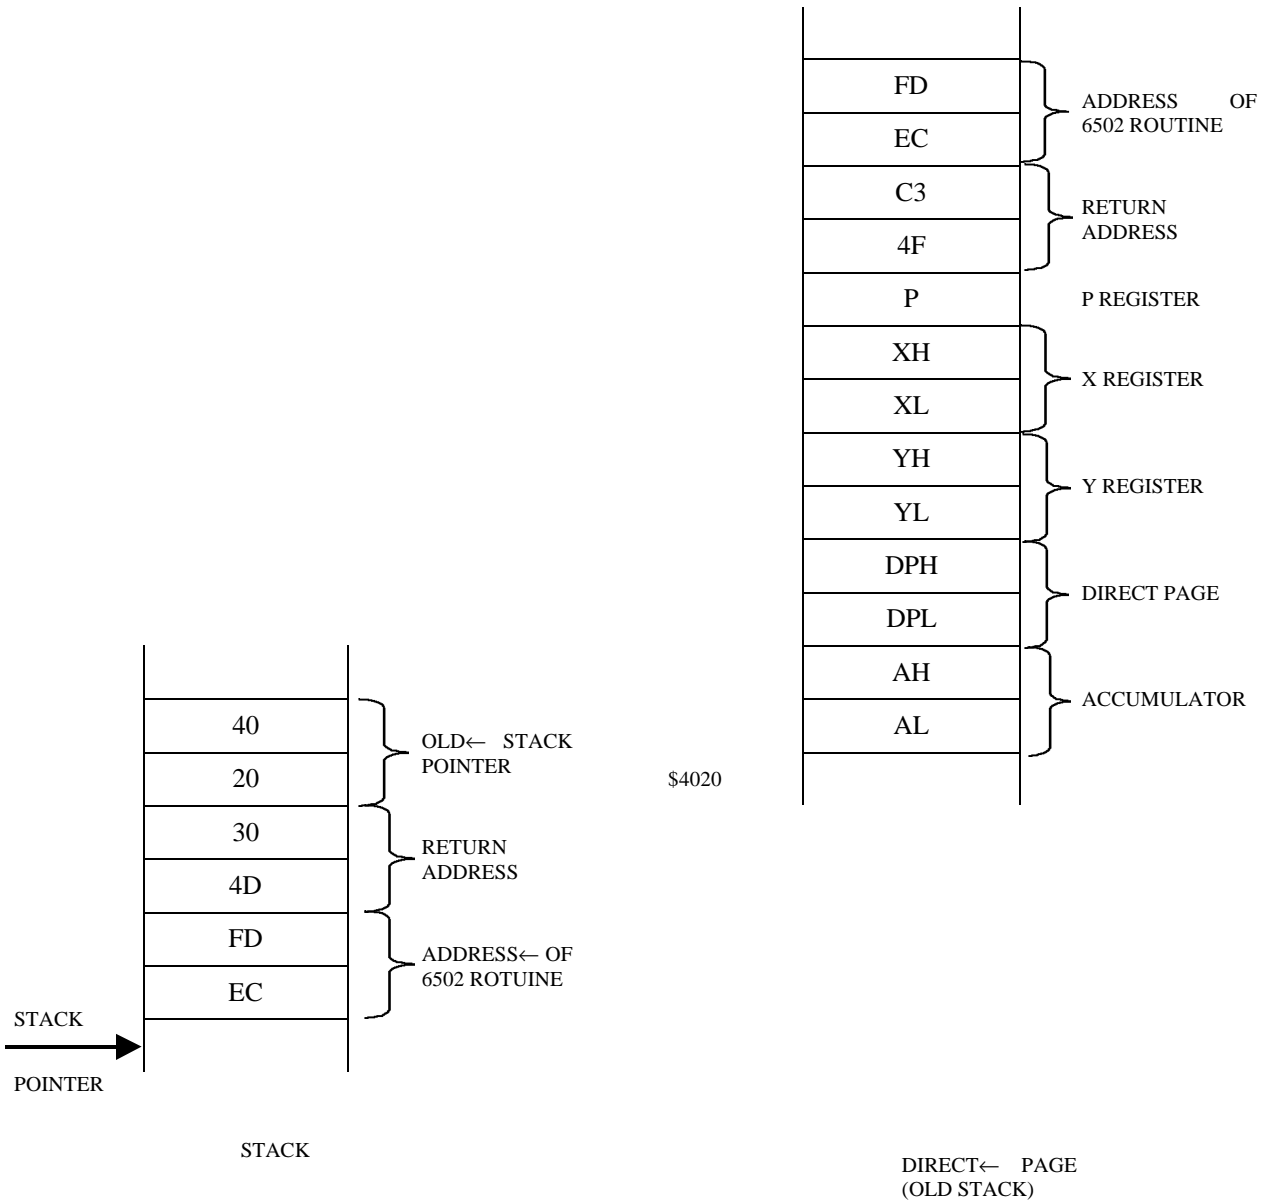 FD
EC
ADDRESS OF
6502 ROUTINE
C3
4F
RETURN
ADDRESS
P
P REGISTER
XH
XL
X REGISTER
YH
YL
Y REGISTER
DPH
DPL
DIRECT PAGE
AH
AL
ACCUMULATOR
$4020
40
20
OLD← STACK
POINTER
30
4D
RETURN
ADDRESS
FD
EC
ADDRESS← OF
6502 ROTUINE
STACK
POINTER
STACK
DIRECT← PAGE
(OLD STACK)